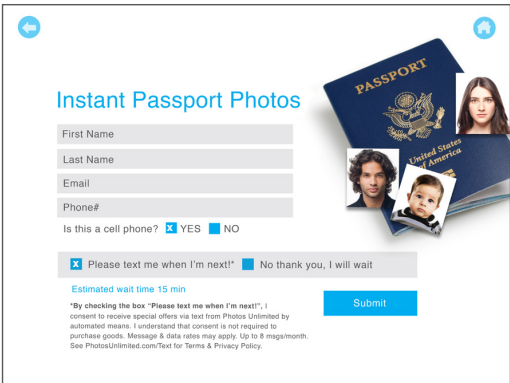 Instant Passport Photos
First Name
Last Name
Email
Phone#
Is this a cell phone? X YES NO
X Please text me when I'm next!* No thank you, I will wait
Estimated wait time 15 min
*By checking the box “Please text me when I’m next!”, I
consent to receive special offers via text from Photos Unlimited by
automated means. I understand that consent is not required to
purchase goods. Message & data rates may apply. Up to 8 msgs/month.
See PhotosUnlimited.com/Text for Terms & Privacy Policy.
Submit
PASSPORT
United States
of America